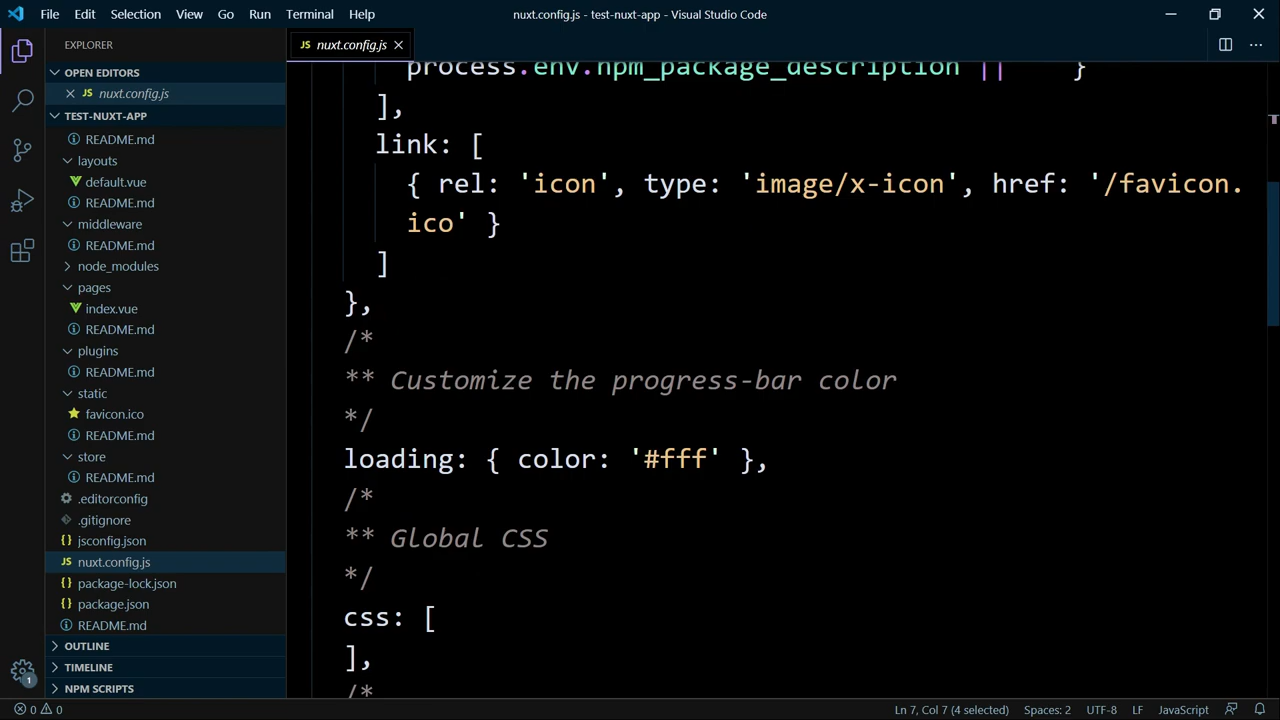 File Edit Selection View Go Run Terminal Help
nuxt.config.js - test-nuxt-app - Visual Studio Code
EXPLORER
OPEN EDITORS
JS nuxt.config.js
TEST-NUXT-APP
README.md
layouts
default.vue
README.md
middleware
README.md
node_modules
pages
index.vue
README.md
plugins
README.md
static
favicon.ico
README.md
store
README.md
.editorconfig
.gitignore
{} jsconfig.json
JS nuxt.config.js
{} package-lock.json
{} package.json
README.md
OUTLINE
TIMELINE
NPM SCRIPTS
1
JS nuxt.config.js
process.env.npm_package_description || }
],
link: [
{ rel: 'icon', type: 'image/x-icon', href: '/favicon.
ico' }
]
},
/*
** Customize the progress-bar color
*/
loading: { color: '#fff' },
/*
** Global CSS
*/
css: [
],
/*
0 0
Ln 7, Col 7 (4 selected) Spaces: 2 UTF-8 LF JavaScript